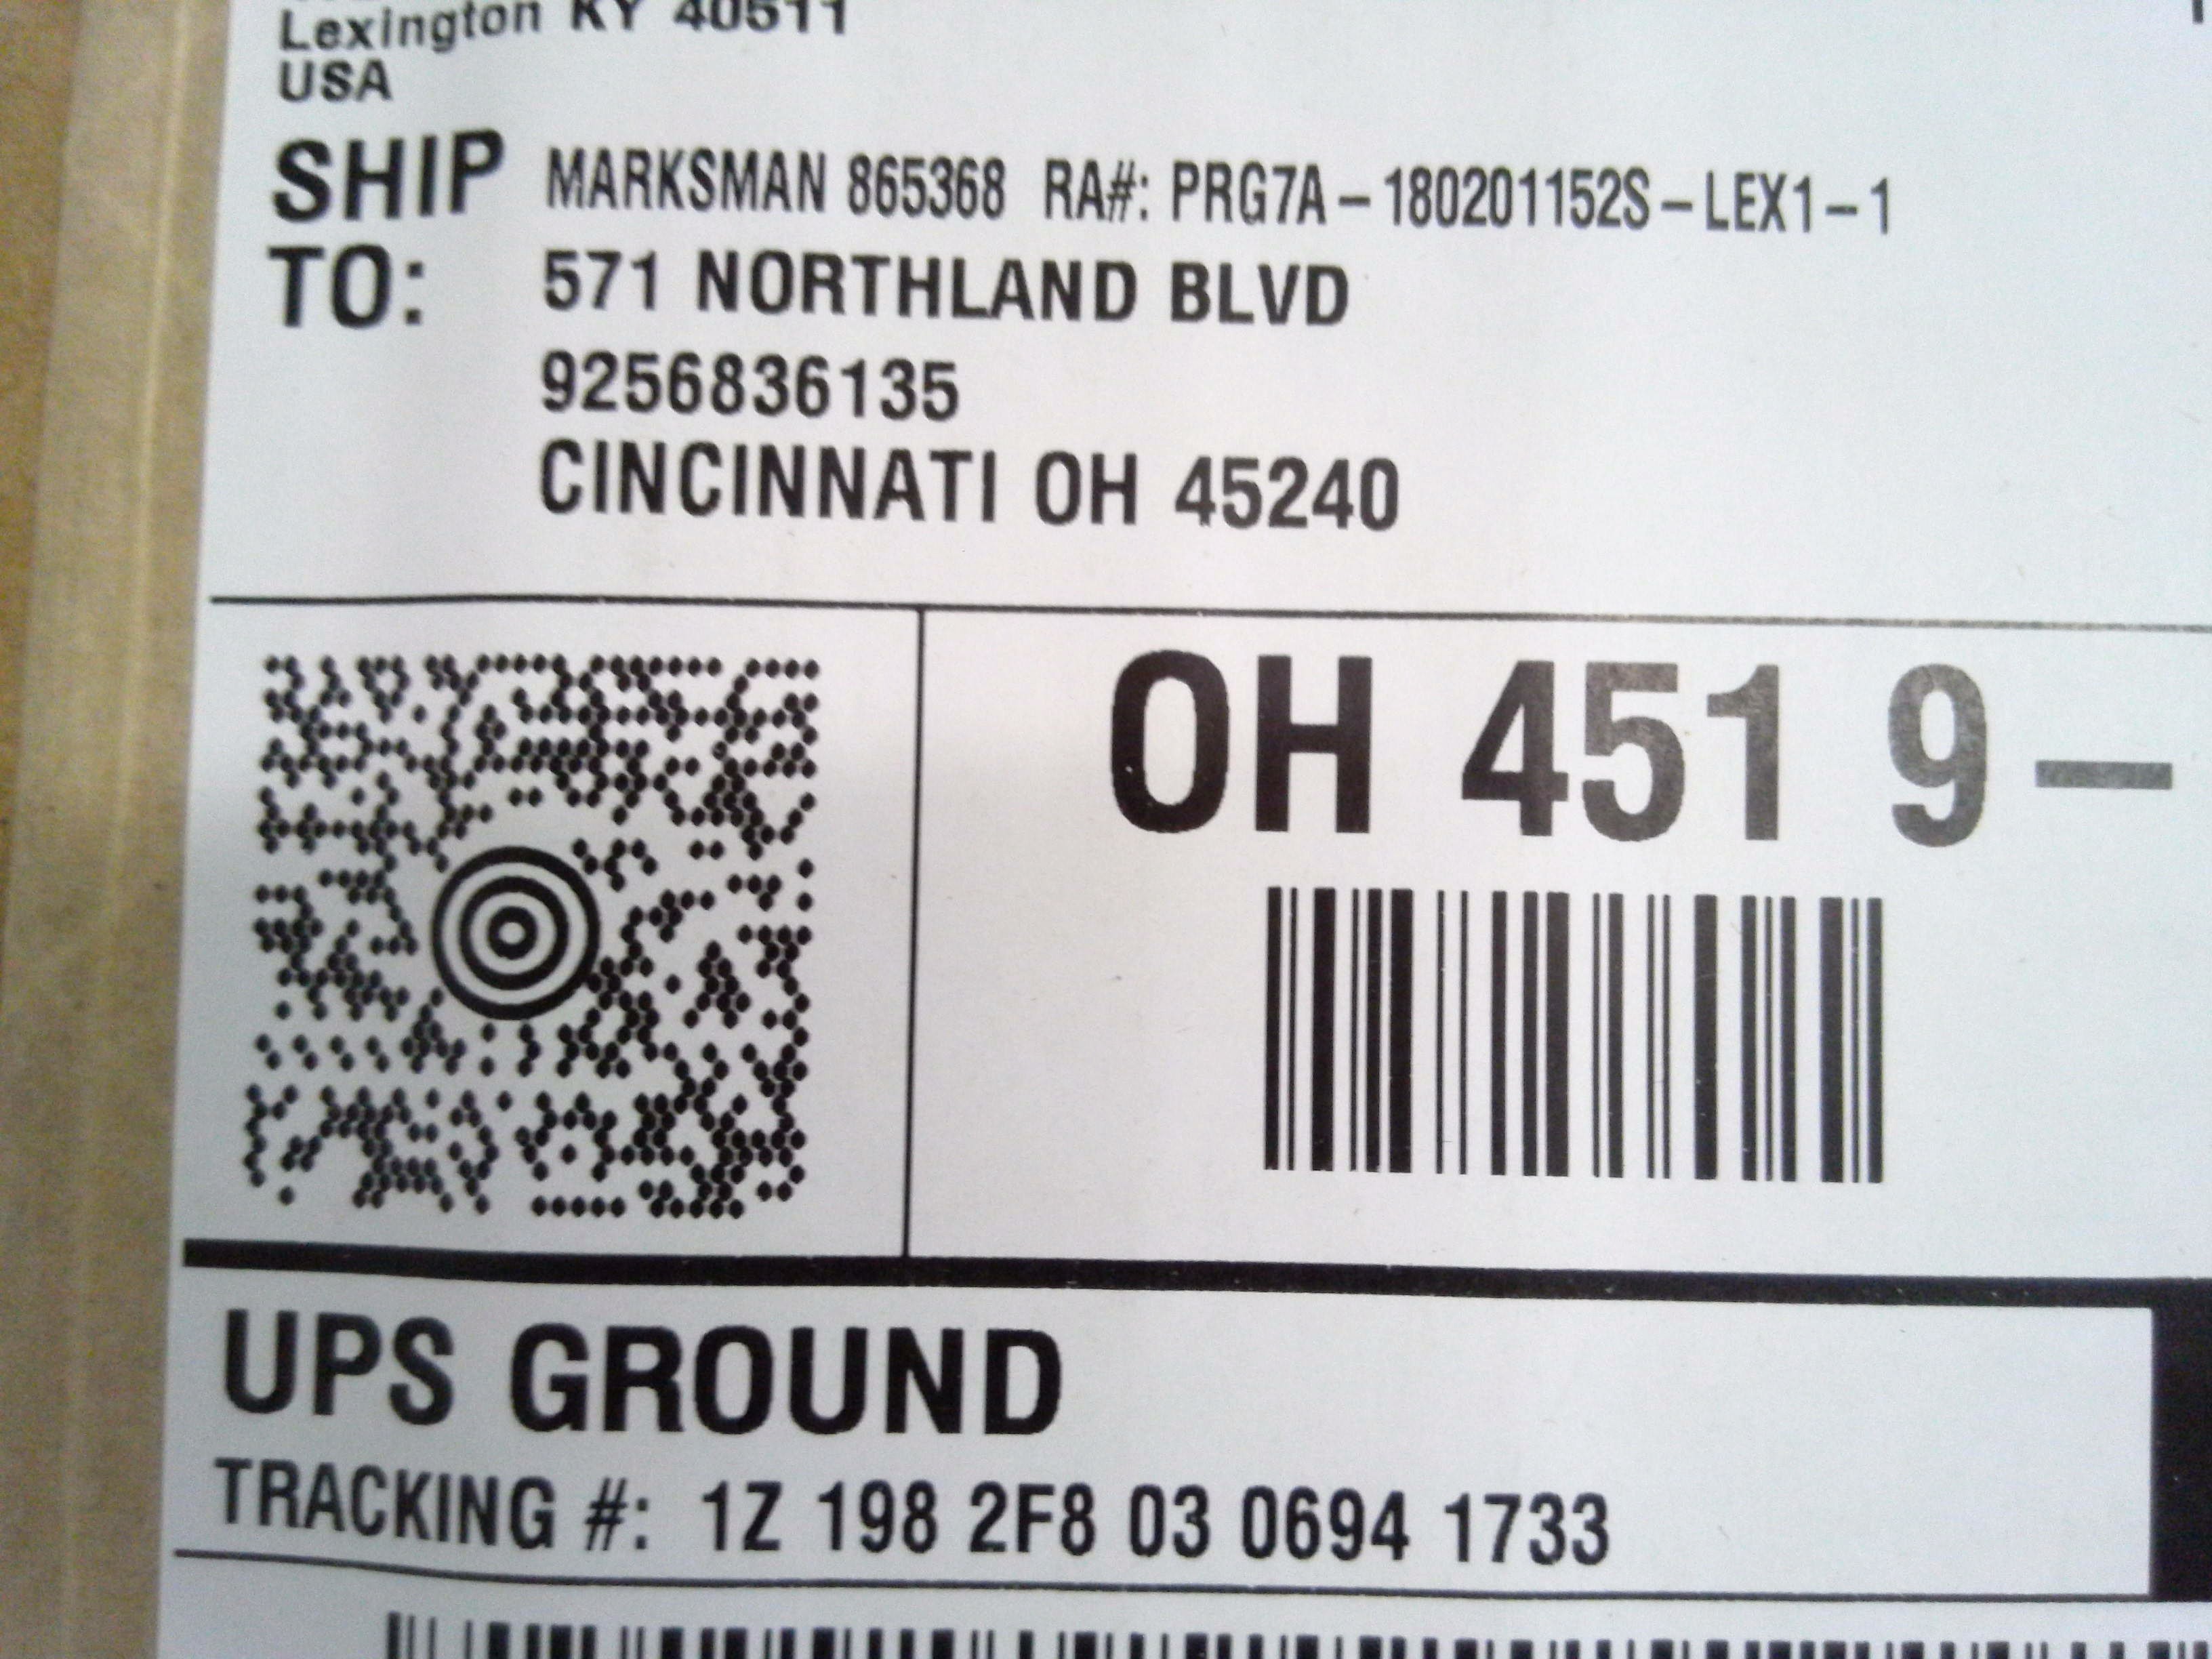 Lexington KY 40511
USA
SHIP TO:
MARKSMAN 865368 RA#: PRG7A-180201152S-LEX1-1
571 NORTHLAND BLVD
9256836135
CINCINNATI OH 45240
OH 451 9-
UPS GROUND
TRACKING #: 1Z 198 2F8 03 0694 1733